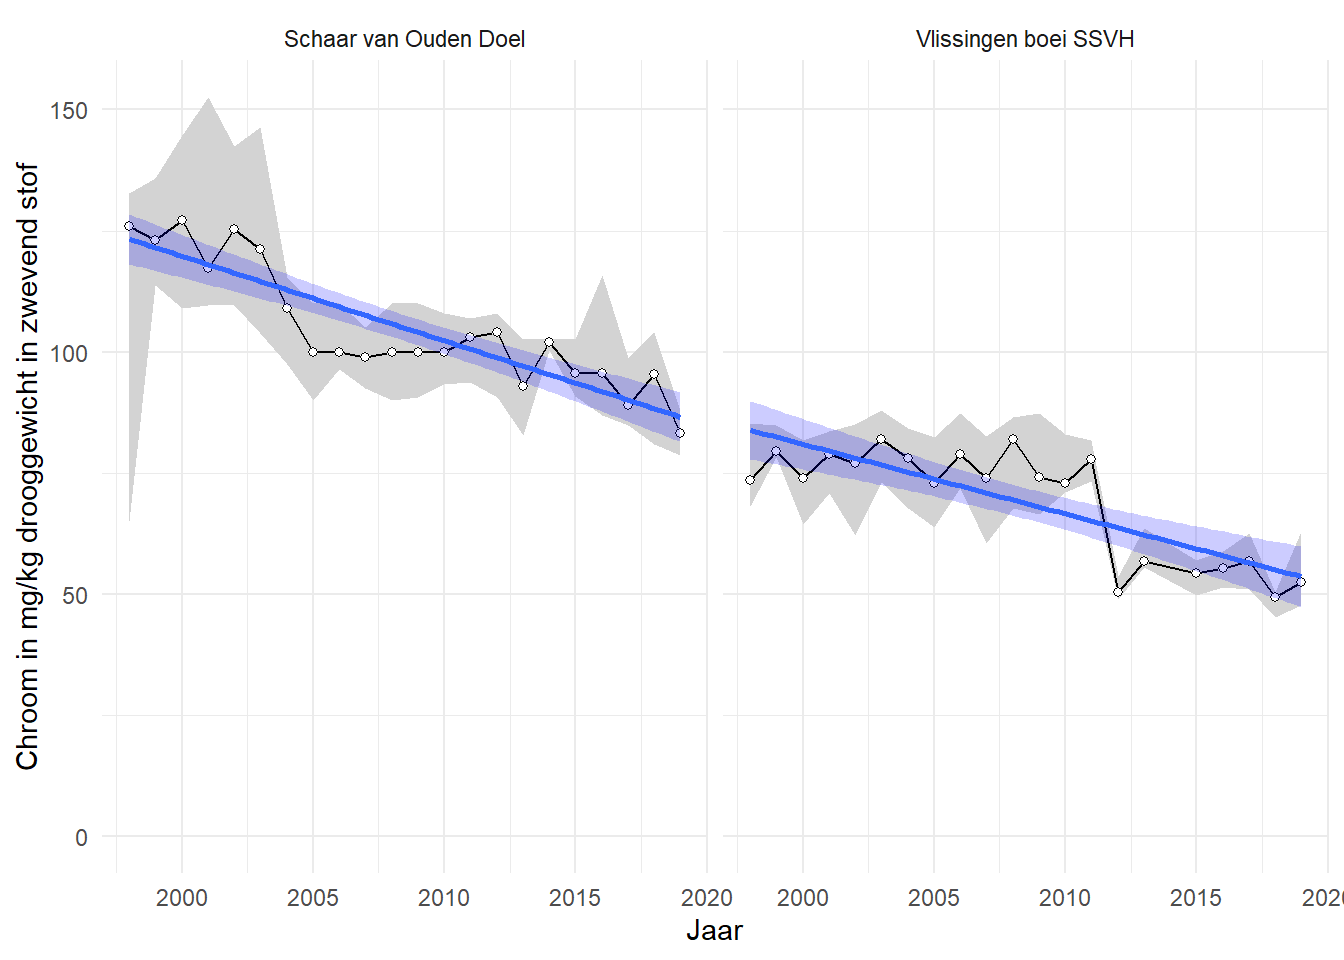 Schaar van Ouden Doel
Vlissingen boei SSVH
Chroom in mg/kg drooggewicht in zwevend stof
150
100
50
0
2000 2005 2010 2015 2020 2000 2005 2010 2015 2020
Jaar